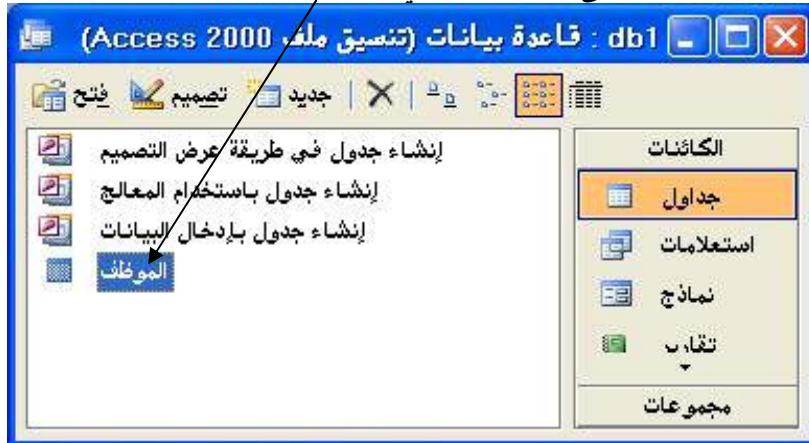 db1 : قاعدة بيانات (تنسيق ملف Access 2000)
فتح تصميم جديد
الكائنات
جداول
استعلامات
نماذج
مجموعات
إنشاء جدول في طريقة عرض التصميم
إنشاء جدول باستخدام المعالج
إنشاء جدول بإدخال البيانات
الموظف